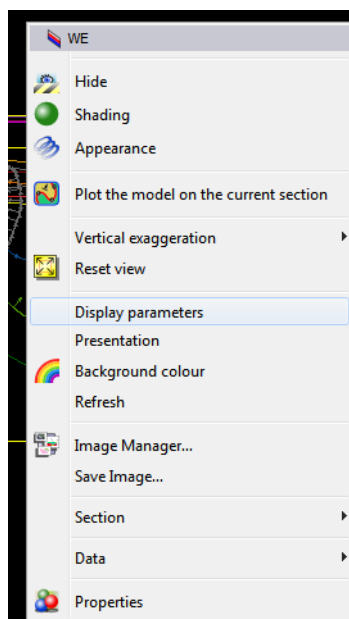 WE
Hide
Shading
Appearance
Plot the model on the current section
Vertical exaggeration
Reset view
Display parameters
Presentation
Background colour
Refresh
Image Manager...
Save Image...
Section
Data
Properties